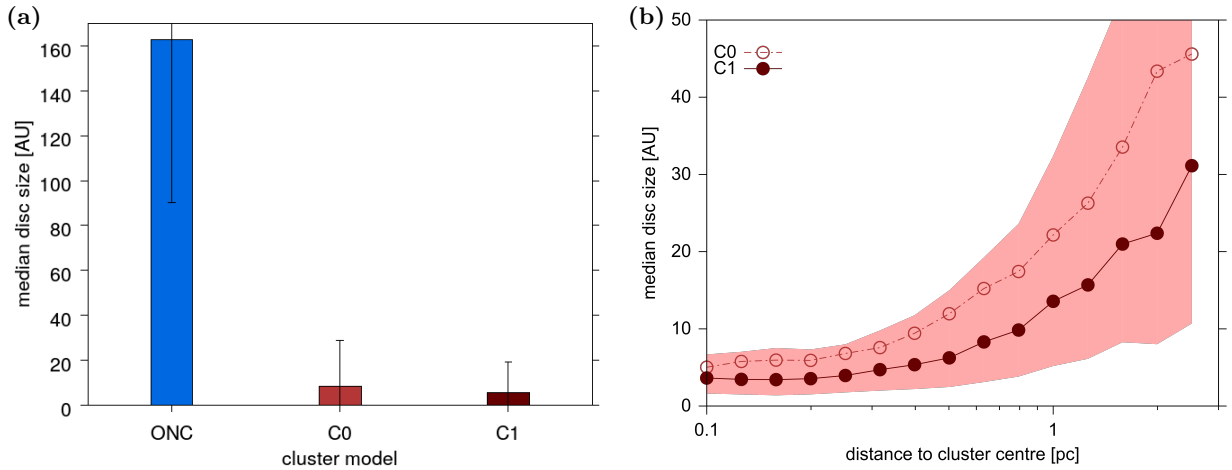 (a)
median disc size [AU]
160
140
120
100
80
60
40
20
0
ONC
C0
C1
cluster model
(b)
median disc size [AU]
50
40
30
20
10
0
C0
C1
0.1
1
distance to cluster centre [pc]